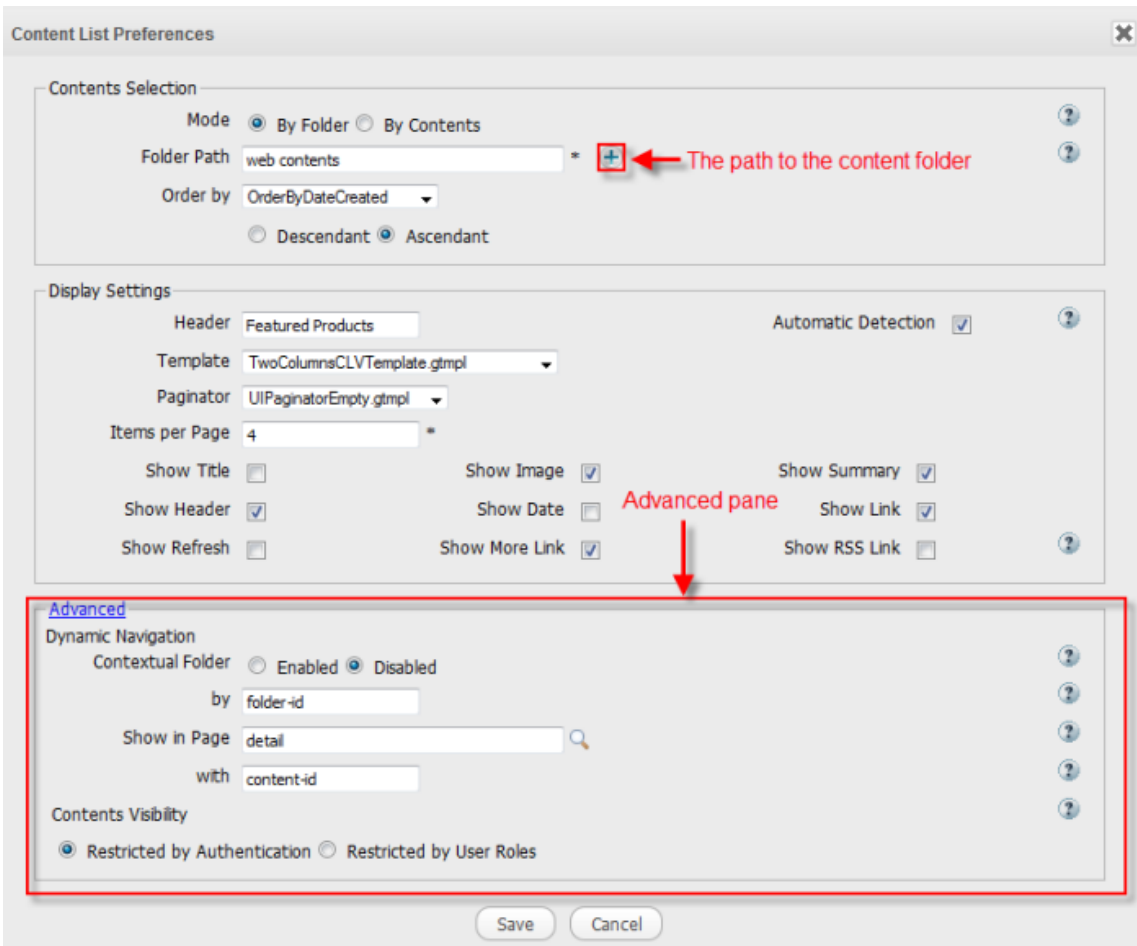 Content List Preferences
Contents Selection
Mode By Folder By Contents
Folder Path web contents * The path to the content folder
Order by OrderByDateCreated
Descendant Ascendant
Display Settings
Header Featured Products Automatic Detection
Template TwoColumnsCLVTemplate.gtmpl
Paginator UIPaginatorEmpty.gtmpl
Items per Page 4 *
Show Title Show Image Show Summary
Advanced pane
Show Header Show Date Show Link
Show Refresh Show More Link Show RSS Link
Advanced
Dynamic Navigation
Contextual Folder Enabled Disabled
by folder-id
Show in Page detail
with content-id
Contents Visibility
Restricted by Authentication Restricted by User Roles
Save Cancel